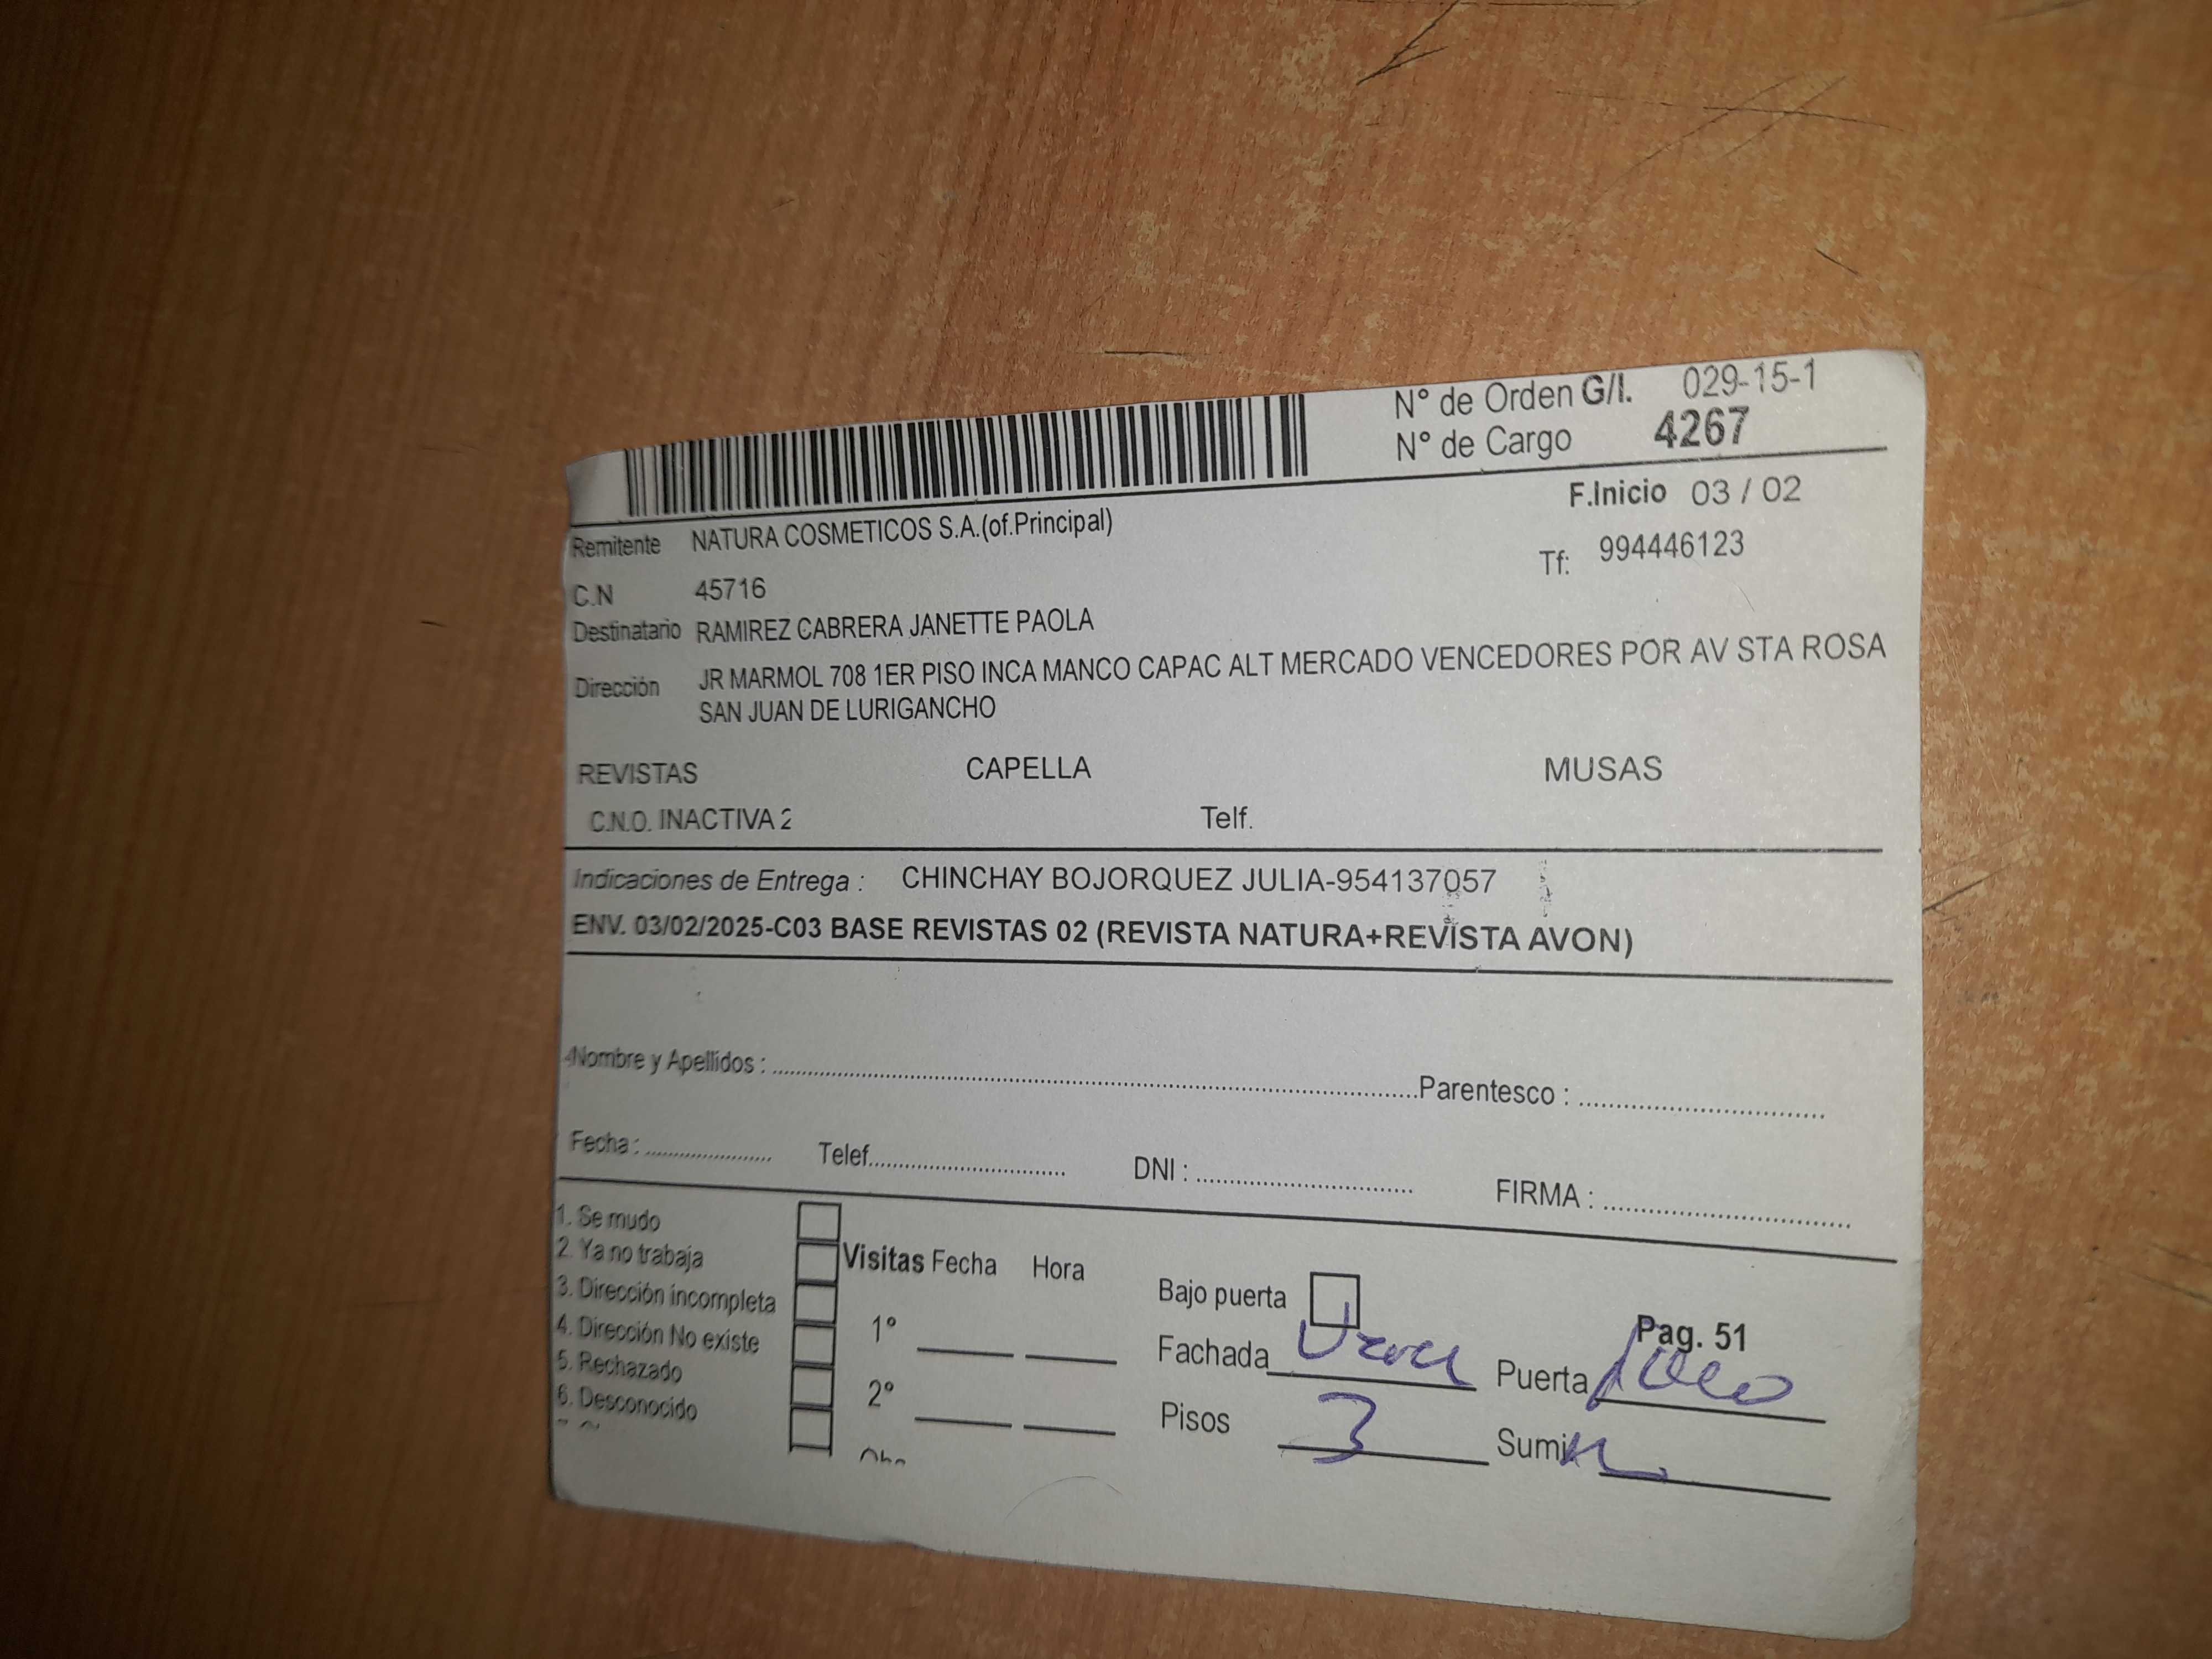 N° de Orden G/I. 029-15-1
N° de Cargo 4267
F.Inicio 03 / 02
Remitente NATURA COSMETICOS S.A.(of.Principal)
Tf: 994446123
C.N 45716
Destinatario RAMIREZ CABRERA JANETTE PAOLA
Dirección JR MARMOL 708 1ER PISO INCA MANCO CAPAC ALT MERCADO VENCEDORES POR AV STA ROSA
SAN JUAN DE LURIGANCHO
REVISTAS CAPELLA MUSAS
C.N.O. INACTIVA 2 Telf.
Indicaciones de Entrega : CHINCHAY BOJORQUEZ JULIA-954137057
ENV. 03/02/2025-C03 BASE REVISTAS 02 (REVISTA NATURA+REVISTA AVON)
Nombre y Apellidos : Parentesco :
Fecha : Telef. DNI : FIRMA :
1. Se mudo
2. Ya no trabaja
3. Dirección incompleta
4. Dirección No existe
5. Rechazado
6. Desconocido
Visitas Fecha Hora
1°
2°
Bajo puerta
Pag. 51
Fachada Puerta
Pisos 3 Sumi